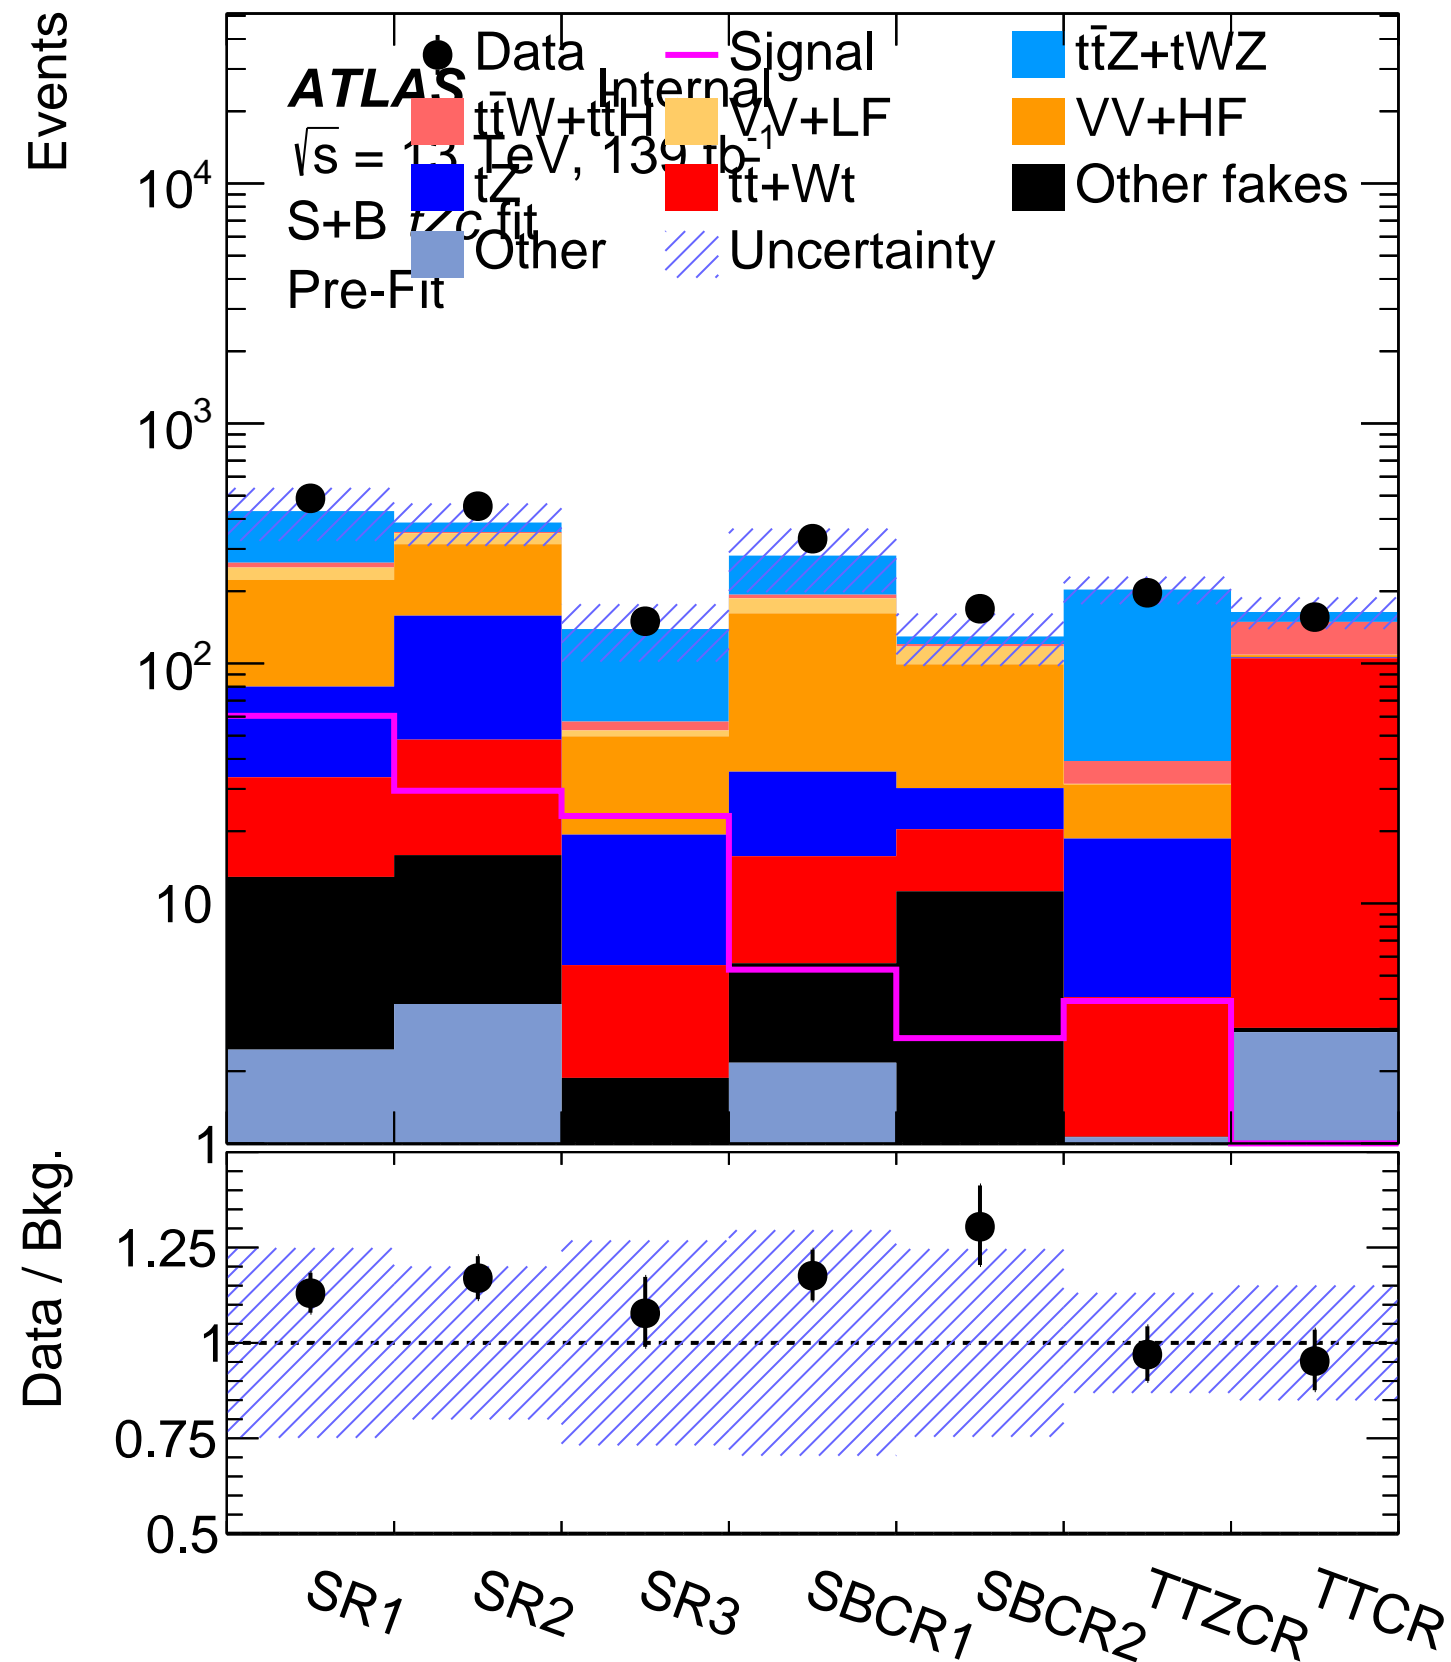 Events
Data
Signal
tt̄Z+tWZ
ATLAS Internal
tt̄W+tt̄H
VV+LF
VV+HF
√s = 13 TeV, 139 fb⁻¹
tZ
tt̄+Wt
Other fakes
S+B tZc fit
Other
Uncertainty
Pre-Fit
10⁴
10³
10²
10
1
Data / Bkg.
1.25
1
0.75
0.5
SR1
SR2
SR3
SBCR1
SBCR2
TTZCR
TTCR